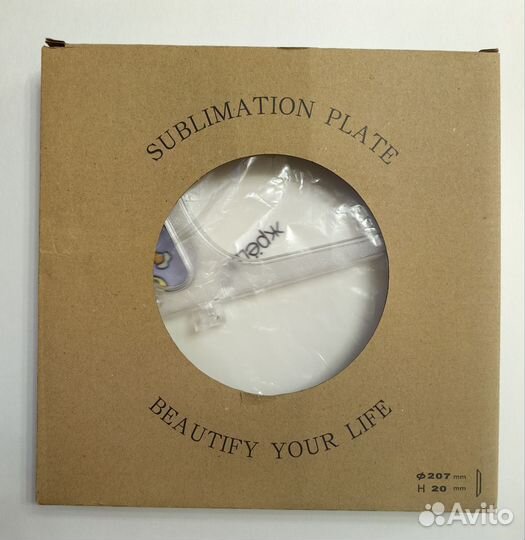 SUBLIMATION PLATE
BEAUTIFY YOUR LIFE
Φ207 mm
H 20 mm
Avito